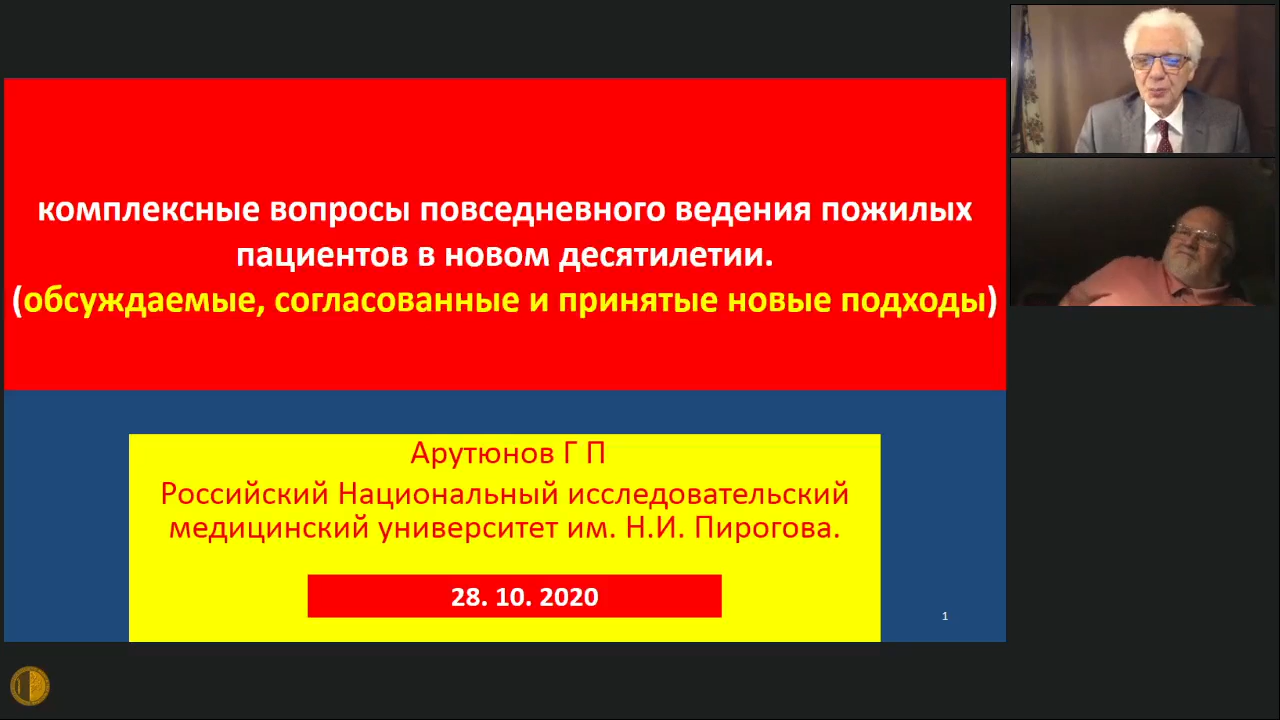 комплексные вопросы повседневного ведения пожилых
пациентов в новом десятилетии.
(обсуждаемые, согласованные и принятые новые подходы)
Арутюнов Г П
Российский Национальный исследовательский
медицинский университет им. Н.И. Пирогова.
28. 10. 2020
1